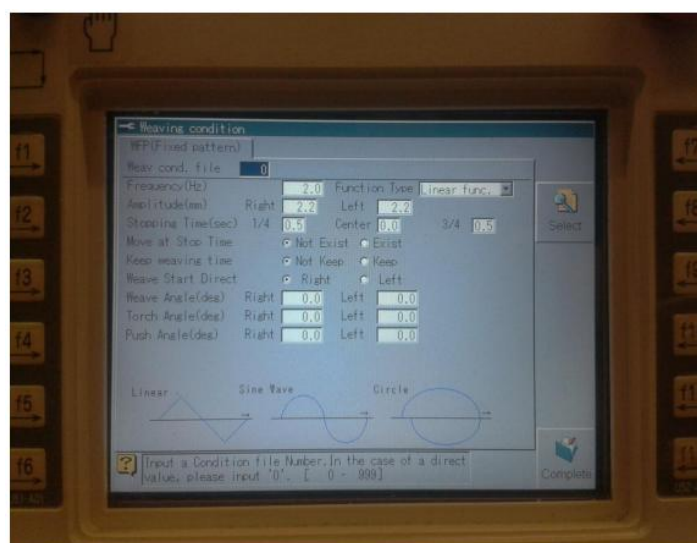 Weaving condition
WFP(Fixed pattern)
Weav cond. file 0
Frequency(Hz) 2.0 Function Type Linear func.
Amplitude(mm) Right 2.2 Left 2.2
Stopping Time(sec) 1/4 0.5 Center 0.0 3/4 0.5
Move at Stop Time Not Exist Exist
Keep weaving time Not Keep Keep
Weave Start Direct Right Left
Weave Angle(deg) Right 0.0 Left 0.0
Torch Angle(deg) Right 0.0 Left 0.0
Push Angle(deg) Right 0.0 Left 0.0
Linear Sine Wave Circle
Input a Condition file Number.In the case of a direct
value, please input '0'. [ 0 - 999]
Select
Complete
f1
f2
f3
f4
f5
f6
f7
f8